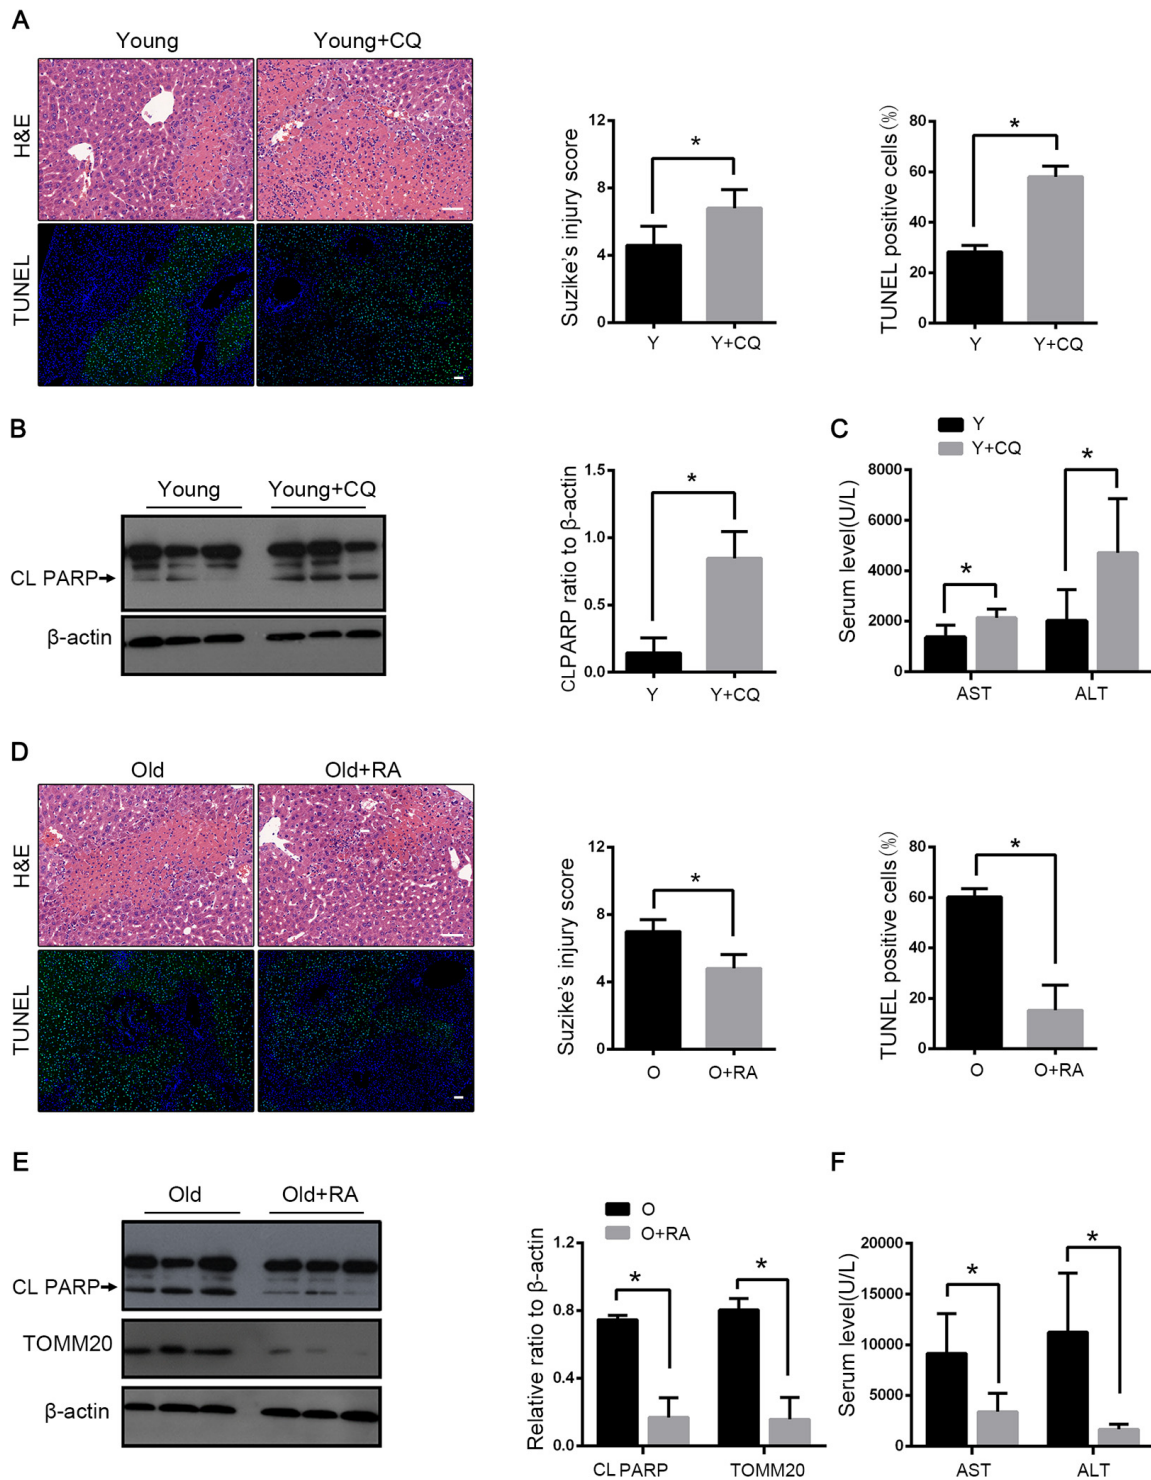 A
Young
Young+CQ
H&E
TUNEL
Suzike's injury score
12
8
4
0
Y
Y+CQ
*
TUNEL positive cells(%)
80
60
40
20
0
Y
Y+CQ
*
B
Young
Young+CQ
CL PARP
β-actin
CLPARP ratio to β-actin
1.5
1.0
0.5
0.0
Y
Y+CQ
*
C
Y
Y+CQ
Serum level(U/L)
8000
6000
4000
2000
0
AST
ALT
*
*
D
Old
Old+RA
H&E
TUNEL
Suzike's injury score
12
8
4
0
O
O+RA
*
TUNEL positive cells(%)
80
60
40
20
0
O
O+RA
*
E
Old
Old+RA
CL PARP
TOMM20
β-actin
O
O+RA
Relative ratio to β-actin
1.2
0.8
0.4
0.0
CL PARP
TOMM20
*
*
F
Serum level(U/L)
20000
15000
10000
5000
0
AST
ALT
*
*